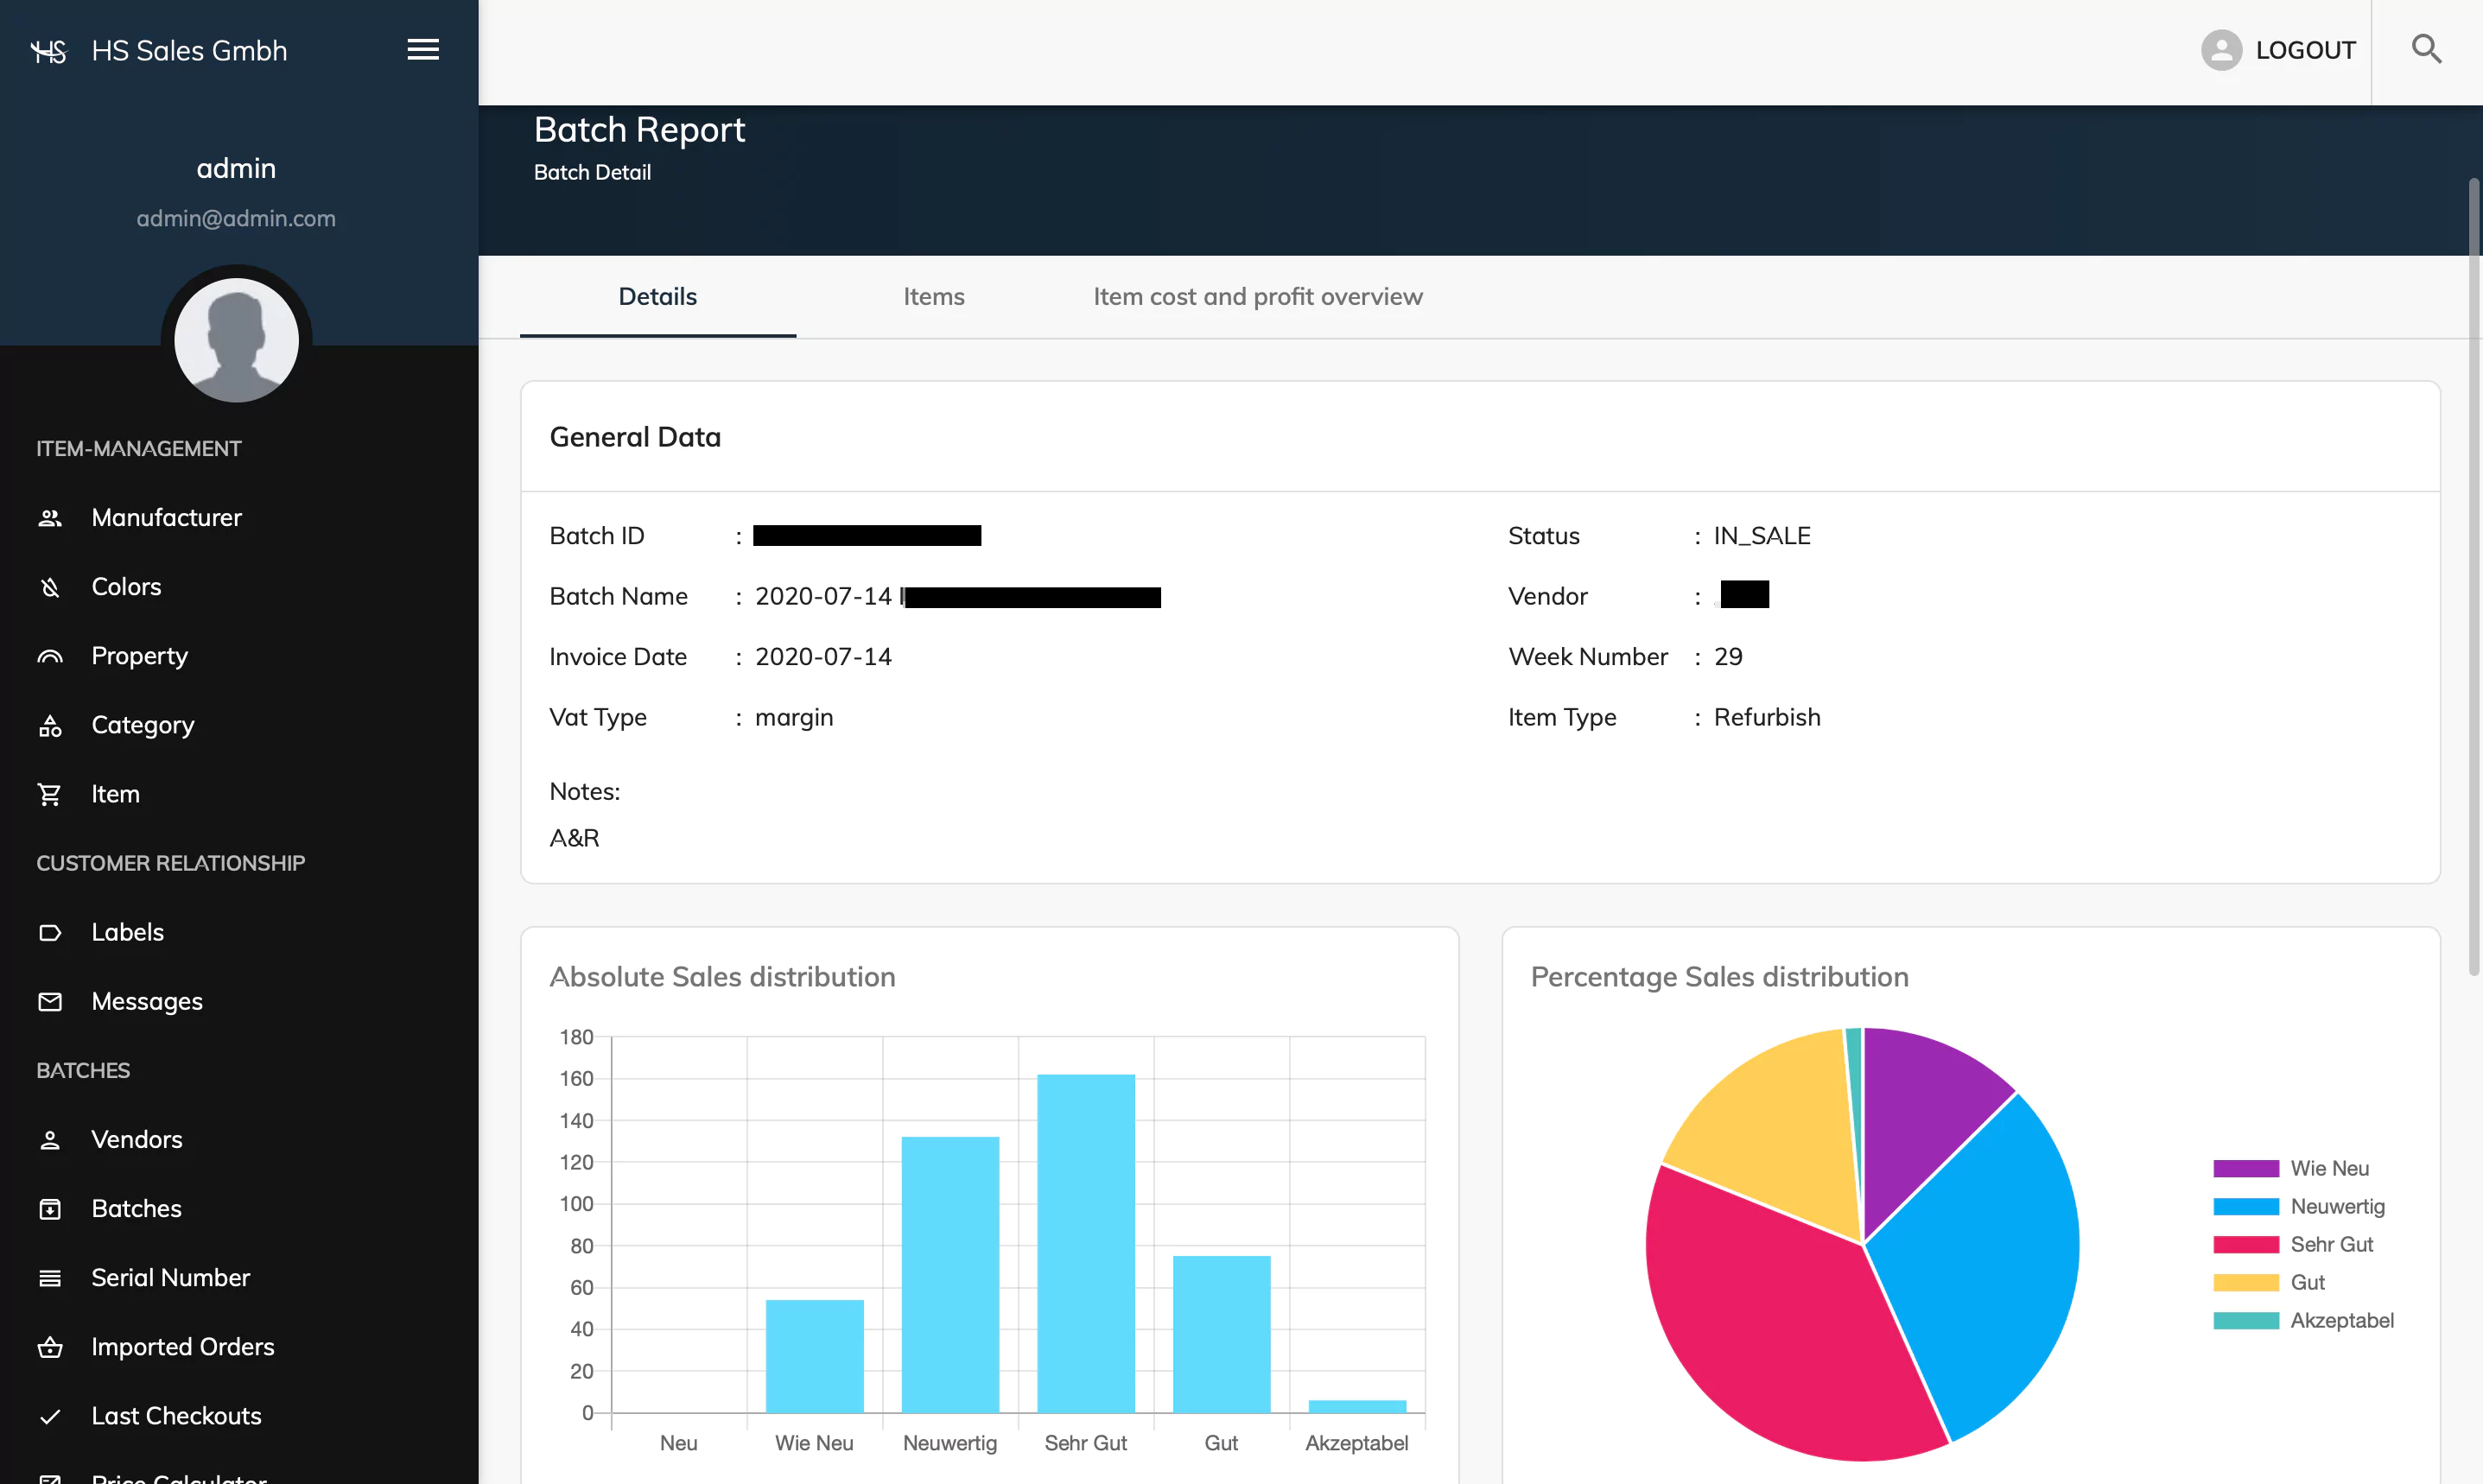 HS HS Sales Gmbh
LOGOUT
admin
admin@admin.com
Batch Report
Batch Detail
Details Items Item cost and profit overview
ITEM-MANAGEMENT
Manufacturer
Colors
Property
Category
Item
CUSTOMER RELATIONSHIP
Labels
Messages
BATCHES
Vendors
Batches
Serial Number
Imported Orders
Last Checkouts
Price Calculator
General Data
Batch ID :
Status : IN_SALE
Batch Name : 2020-07-14
Vendor :
Invoice Date : 2020-07-14
Week Number : 29
Vat Type : margin
Item Type : Refurbish
Notes:
A&R
Absolute Sales distribution
180
160
140
120
100
80
60
40
20
0
Neu Wie Neu Neuwertig Sehr Gut Gut Akzeptabel
Percentage Sales distribution
Wie Neu
Neuwertig
Sehr Gut
Gut
Akzeptabel